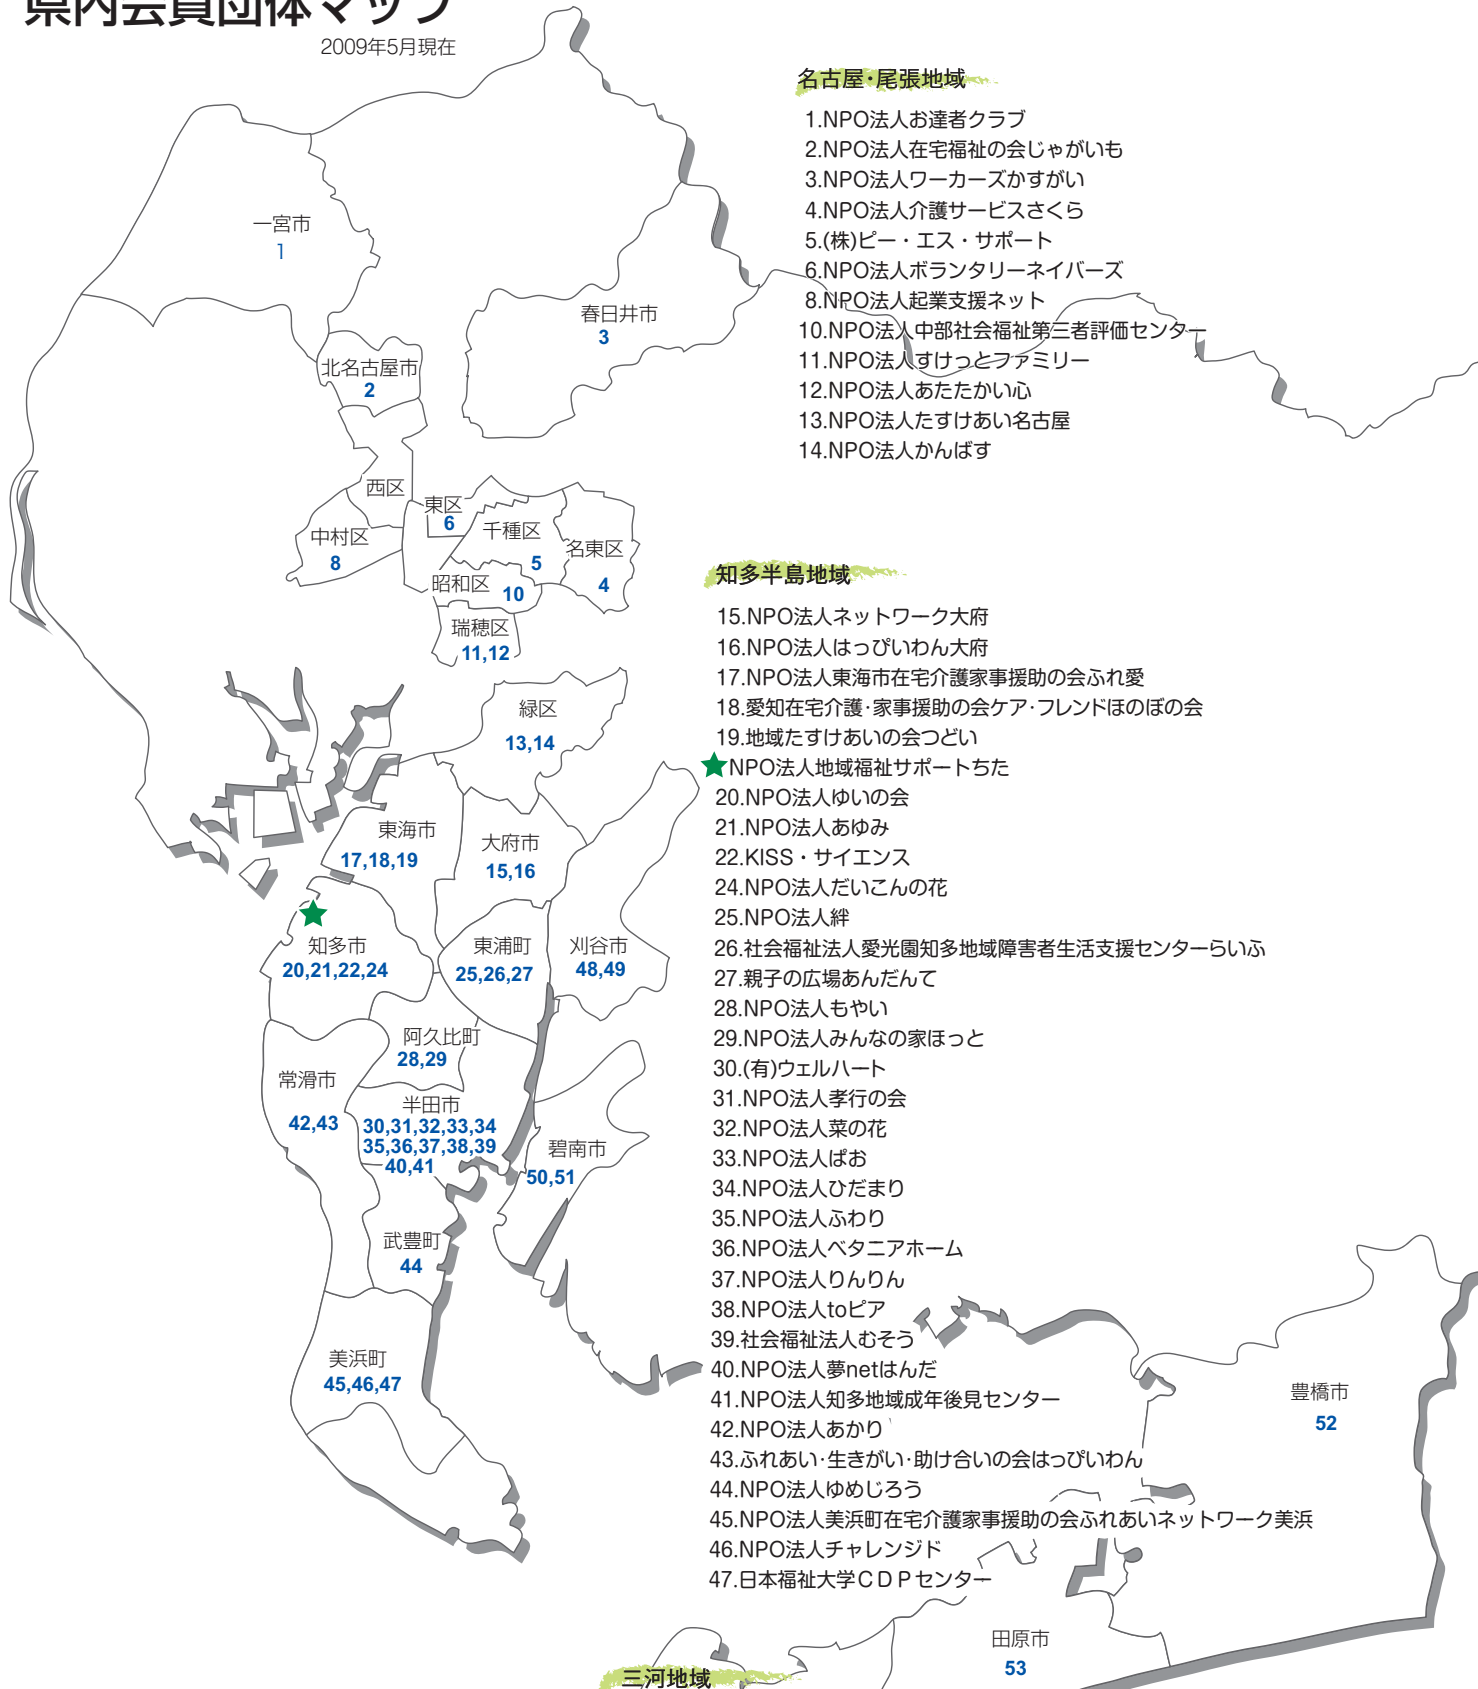 県内会員団体マップ
2009年5月現在
名古屋・尾張地域
1.NPO法人お達者クラブ
2.NPO法人在宅福祉の会じゃがいも
3.NPO法人ワーカーズかすがい
4.NPO法人介護サービスさくら
5.(株)ピー・エス・サポート
6.NPO法人ボランタリーネイバーズ
8.NPO法人起業支援ネット
10.NPO法人中部社会福祉第三者評価センター
11.NPO法人すけっとファミリー
12.NPO法人あたたかい心
13.NPO法人たすけあい名古屋
14.NPO法人かんばす
一宮市
1
春日井市
3
北名古屋市
2
西区
東区
6
千種区
5
名東区
4
中村区
8
昭和区
10
瑞穂区
11,12
緑区
13,14
知多半島地域
15.NPO法人ネットワーク大府
16.NPO法人はっぴいわん大府
17.NPO法人東海市在宅介護家事援助の会ふれ愛
18.愛知在宅介護・家事援助の会ケア・フレンドほのぼの会
19.地域たすけあいの会つどい
★NPO法人地域福祉サポートちた
20.NPO法人ゆいの会
21.NPO法人あゆみ
22.KISS・サイエンス
24.NPO法人だいこんの花
25.NPO法人絆
26.社会福祉法人愛光園知多地域障害者生活支援センターらいふ
27.親子の広場あんだんて
28.NPO法人もやい
29.NPO法人みんなの家ほっと
30.(有)ウェルハート
31.NPO法人孝行の会
32.NPO法人菜の花
33.NPO法人ぱお
34.NPO法人ひだまり
35.NPO法人ふわり
36.NPO法人ベタニアホーム
37.NPO法人りんりん
38.NPO法人toピア
39.社会福祉法人むそう
40.NPO法人夢netはんだ
41.NPO法人知多地域成年後見センター
42.NPO法人あかり
43.ふれあい・生きがい・助け合いの会はっぴいわん
44.NPO法人ゆめじろう
45.NPO法人美浜町在宅介護家事援助の会ふれあいネットワーク美浜
46.NPO法人チャレンジド
47.日本福祉大学CDPセンター
東海市
17,18,19
大府市
15,16
知多市
20,21,22,24
東浦町
25,26,27
刈谷市
48,49
阿久比町
28,29
常滑市
42,43
半田市
30,31,32,33,34
35,36,37,38,39
40,41
碧南市
50,51
武豊町
44
美浜町
45,46,47
豊橋市
52
田原市
53
三河地域